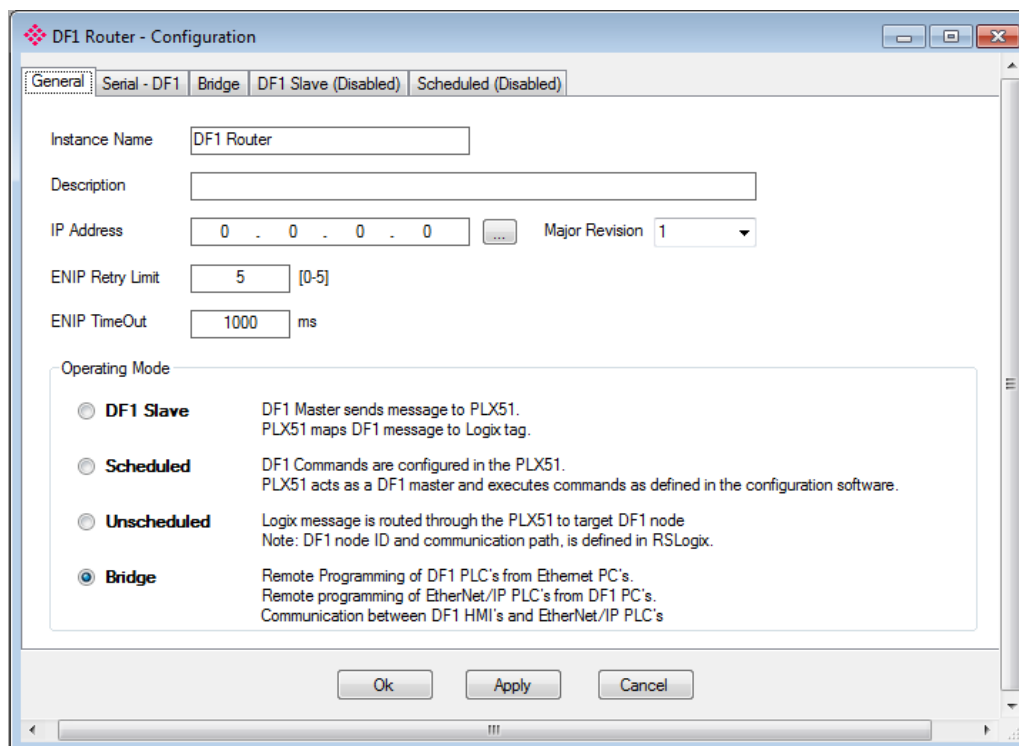 DF1 Router - Configuration
General Serial - DF1 Bridge DF1 Slave (Disabled) Scheduled (Disabled)
Instance Name DF1 Router
Description
IP Address 0 . 0 . 0 . 0 ... Major Revision 1
ENIP Retry Limit 5 [0-5]
ENIP TimeOut 1000 ms
Operating Mode
DF1 Slave DF1 Master sends message to PLX51.
PLX51 maps DF1 message to Logix tag.
Scheduled DF1 Commands are configured in the PLX51.
PLX51 acts as a DF1 master and executes commands as defined in the configuration software.
Unscheduled Logix message is routed through the PLX51 to target DF1 node
Note: DF1 node ID and communication path, is defined in RSLogix.
Bridge Remote Programming of DF1 PLC's from Ethernet PC's.
Remote programming of EtherNet/IP PLC's from DF1 PC's.
Communication between DF1 HMI's and EtherNet/IP PLC's
Ok Apply Cancel